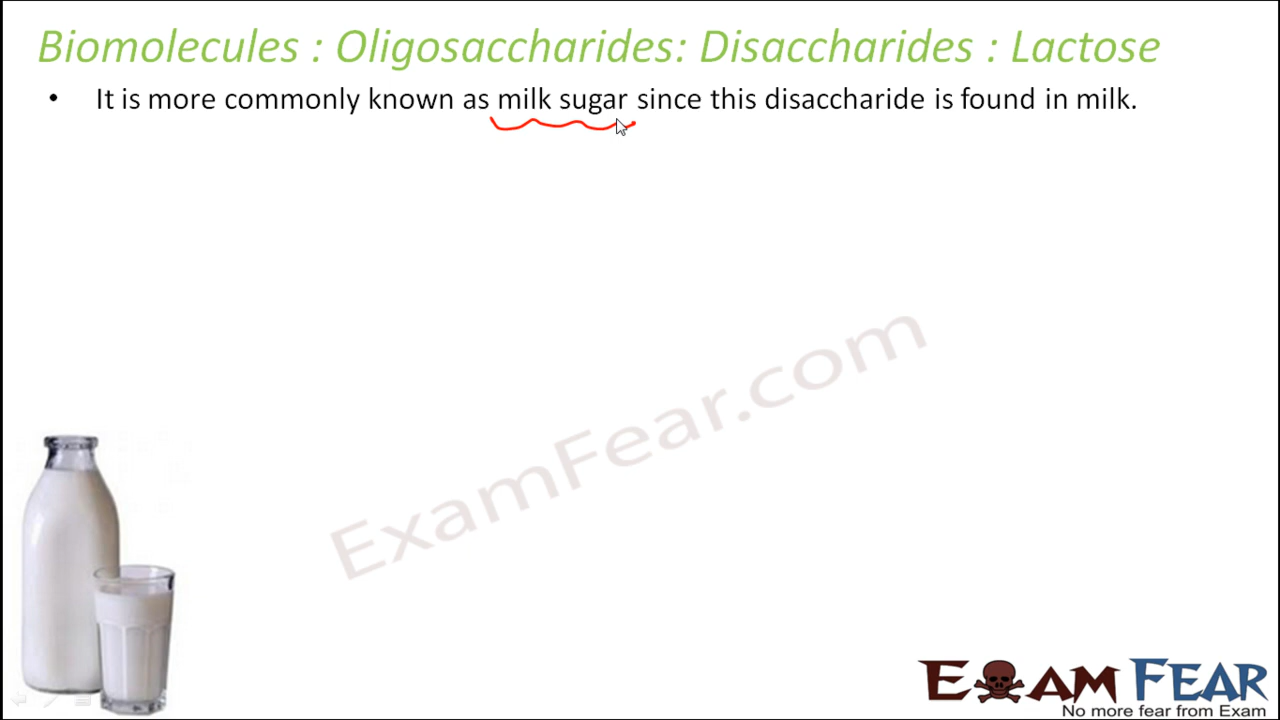 Biomolecules : Oligosaccharides: Disaccharides : Lactose
• It is more commonly known as milk sugar since this disaccharide is found in milk.
ExamFear.com
EXAM FEAR
No more fear from Exam